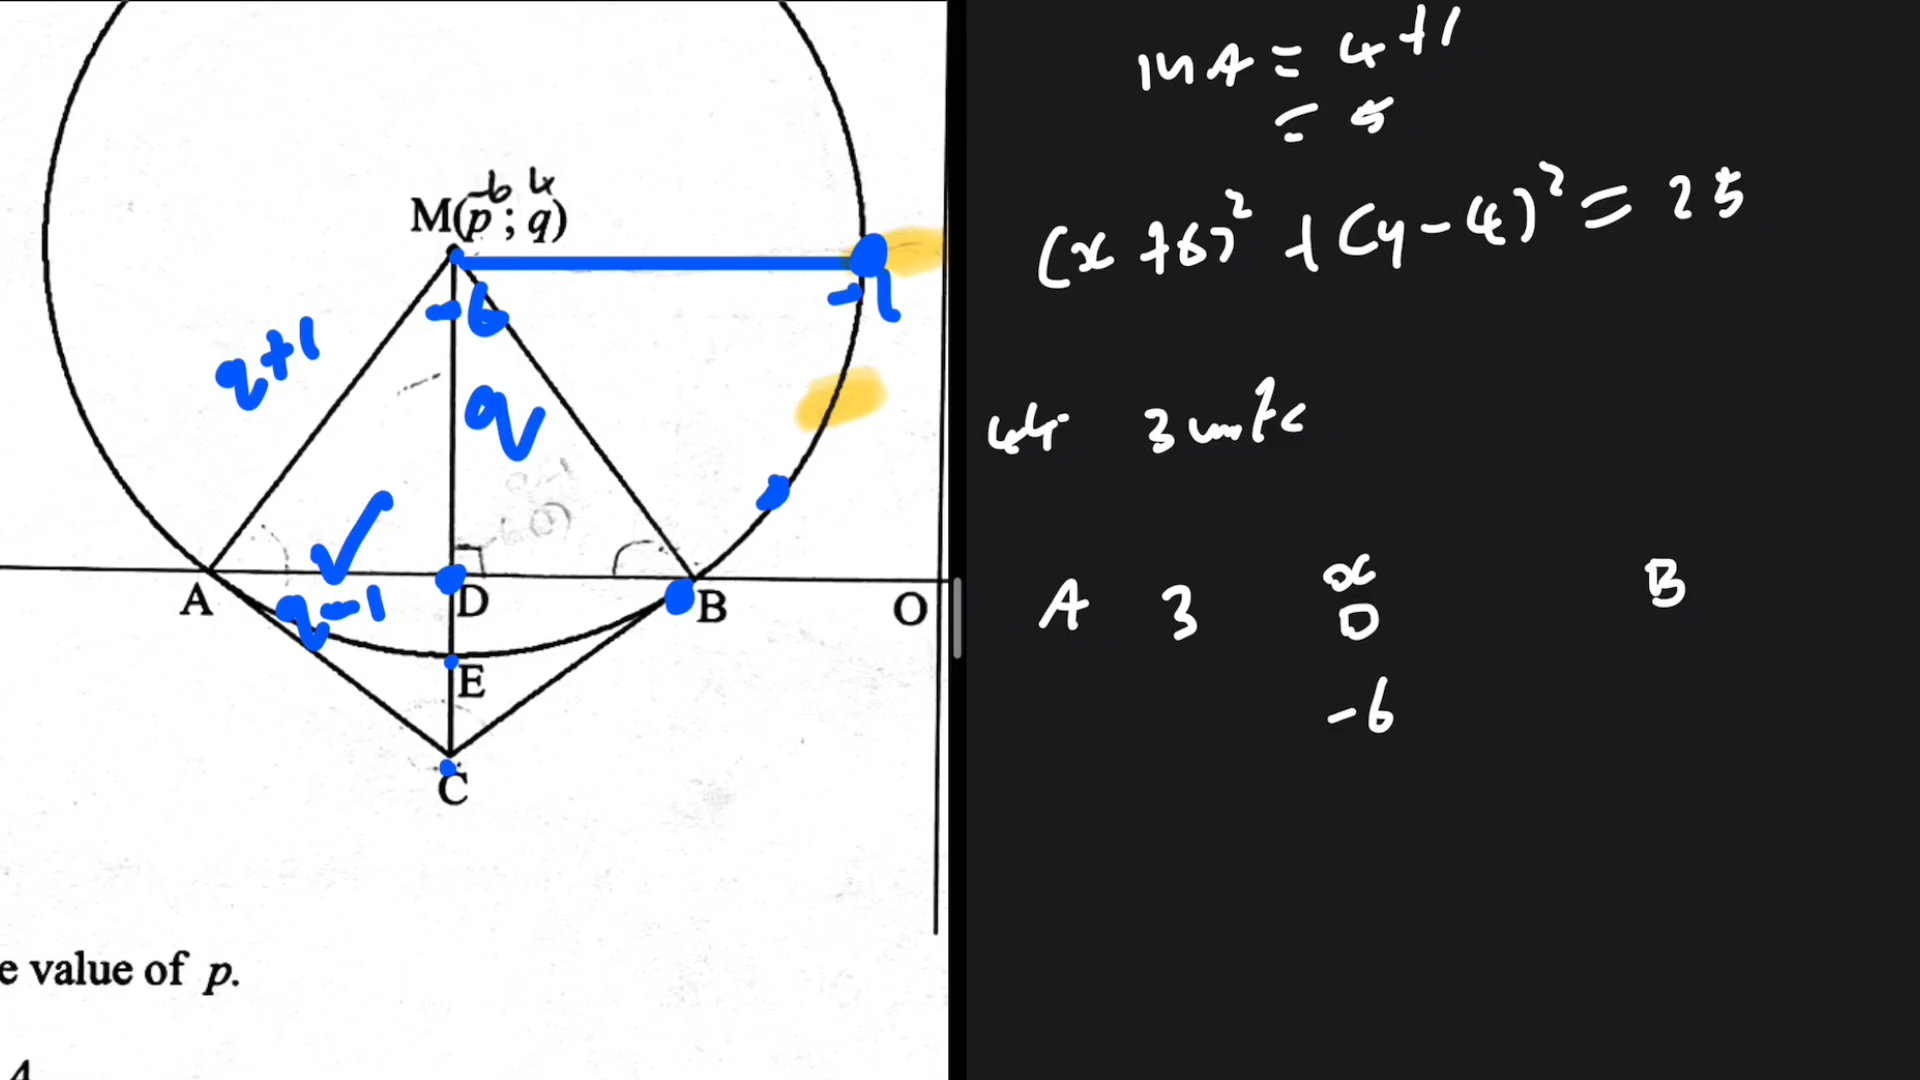 -6 4
M(p ; q)
-6
-1
q+1
q
q-1
A
D
B
O
E
C
e value of p.
4
MA = 4+1
= 5
(x+6)² + (y-4)² = 25
3 units
A 3 x B
D
-6